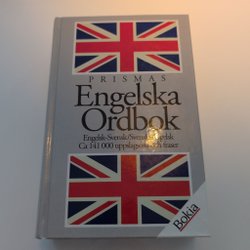 PRISMAS
Engelska
Ordbok
Engelsk-Svensk/Svensk-Engelsk
Ca 141 000 uppslagsord och fraser
Bokia